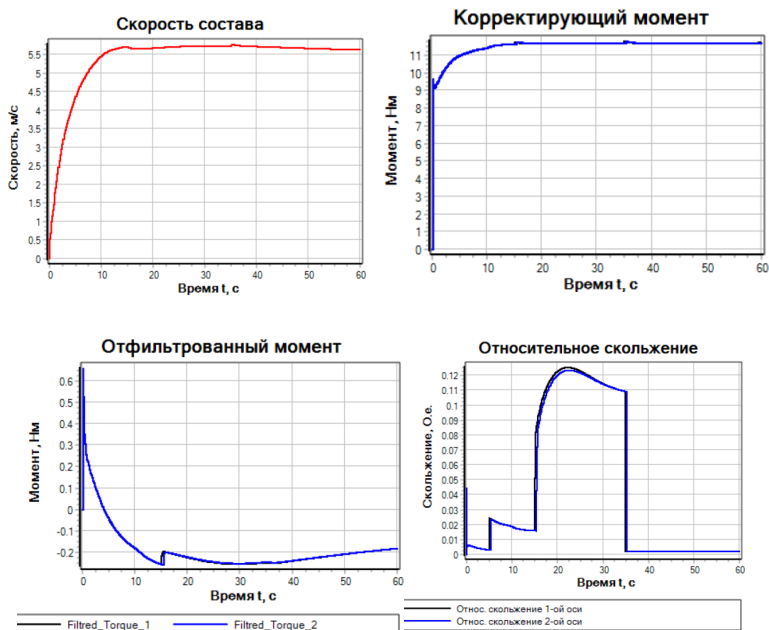 Скорость состава
Скорость, м/с
5.5
5
4.5
4
3.5
3
2.5
2
1.5
1
0.5
0
0 10 20 30 40 50 60
Время t, с
Корректирующий момент
Момент, Нм
11
10
9
8
7
6
5
4
3
2
1
0
0 10 20 30 40 50 60
Время t, с
Отфильтрованный момент
Момент, Нм
0.6
0.5
0.4
0.3
0.2
0.1
0
-0.1
-0.2
0 10 20 30 40 50 60
Время t, с
Filtred_Torque_1 Filtred_Torque_2
Относительное скольжение
Скольжение, О.е.
0.12
0.11
0.1
0.09
0.08
0.07
0.06
0.05
0.04
0.03
0.02
0.01
0
0 10 20 30 40 50 60
Время t, с
Относ. скольжение 1-ой оси
Относ. скольжение 2-ой оси